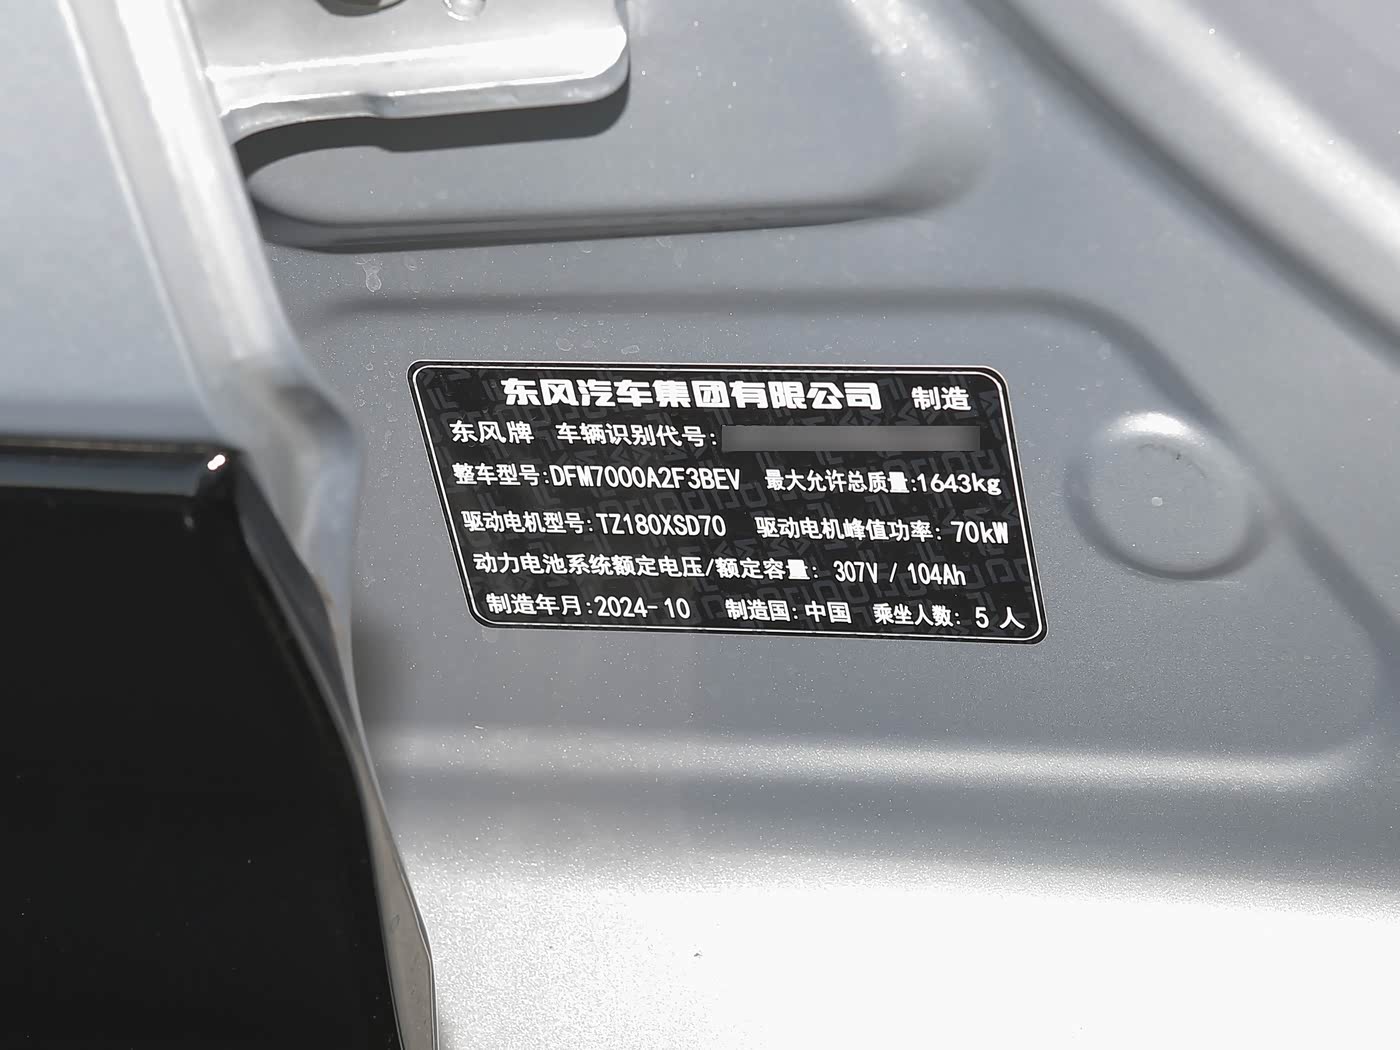 东风汽车集团有限公司 制造
东风牌 车辆识别代号:
整车型号:DFM7000A2F3BEV 最大允许总质量:1643kg
驱动电机型号:TZ180XSD70 驱动电机峰值功率: 70kW
动力电池系统额定电压/额定容量: 307V / 104Ah
制造年月:2024-10 制造国:中国 乘坐人数: 5 人